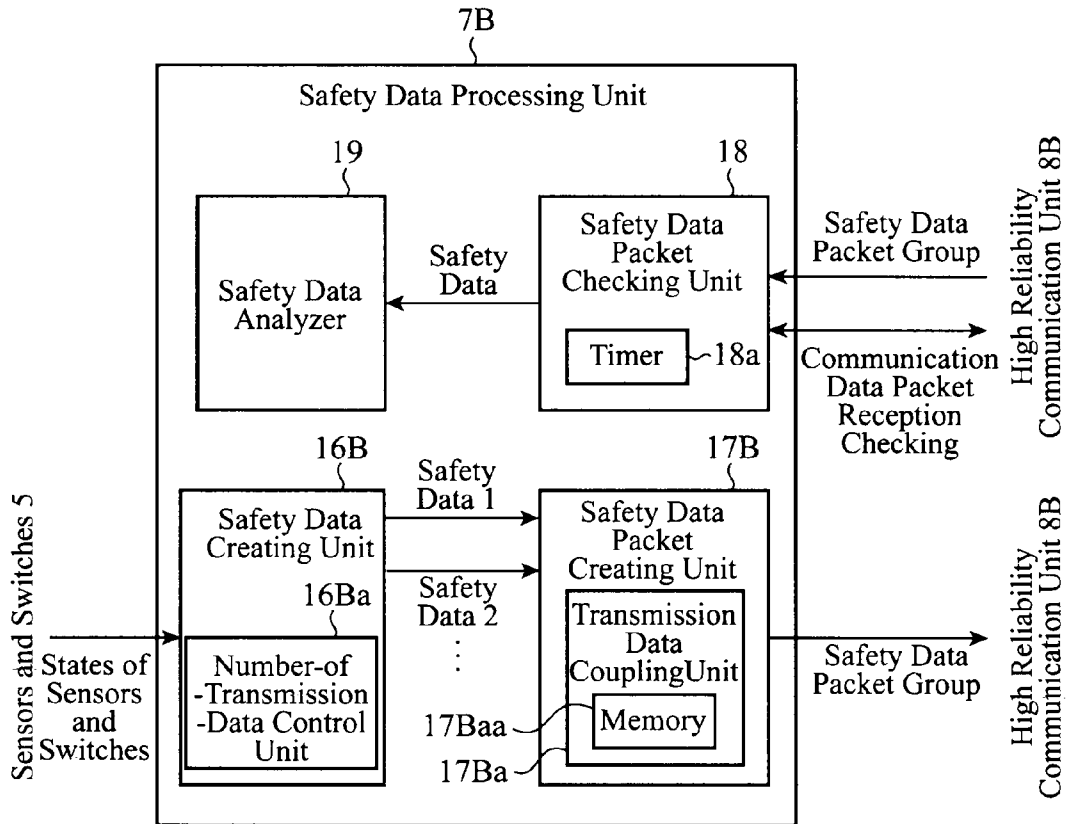 7B
Safety Data Processing Unit
19
Safety Data
Analyzer
Safety
Data
18
Safety Data
Packet
Checking Unit
Timer
18a
Safety Data
Packet Group
Communication
Data Packet
Reception
Checking
High Reliability
Communication Unit 8B
Sensors and Switches 5
States of
Sensors
and
Switches
16B
Safety Data
Creating Unit
16Ba
Number-of
-Transmission
-Data Control
Unit
Safety
Data 1
Safety
Data 2
17B
Safety Data
Packet
Creating Unit
Transmission
Data
CouplingUnit
Memory
17Baa
17Ba
Safety Data
Packet Group
High Reliability
Communication Unit 8B